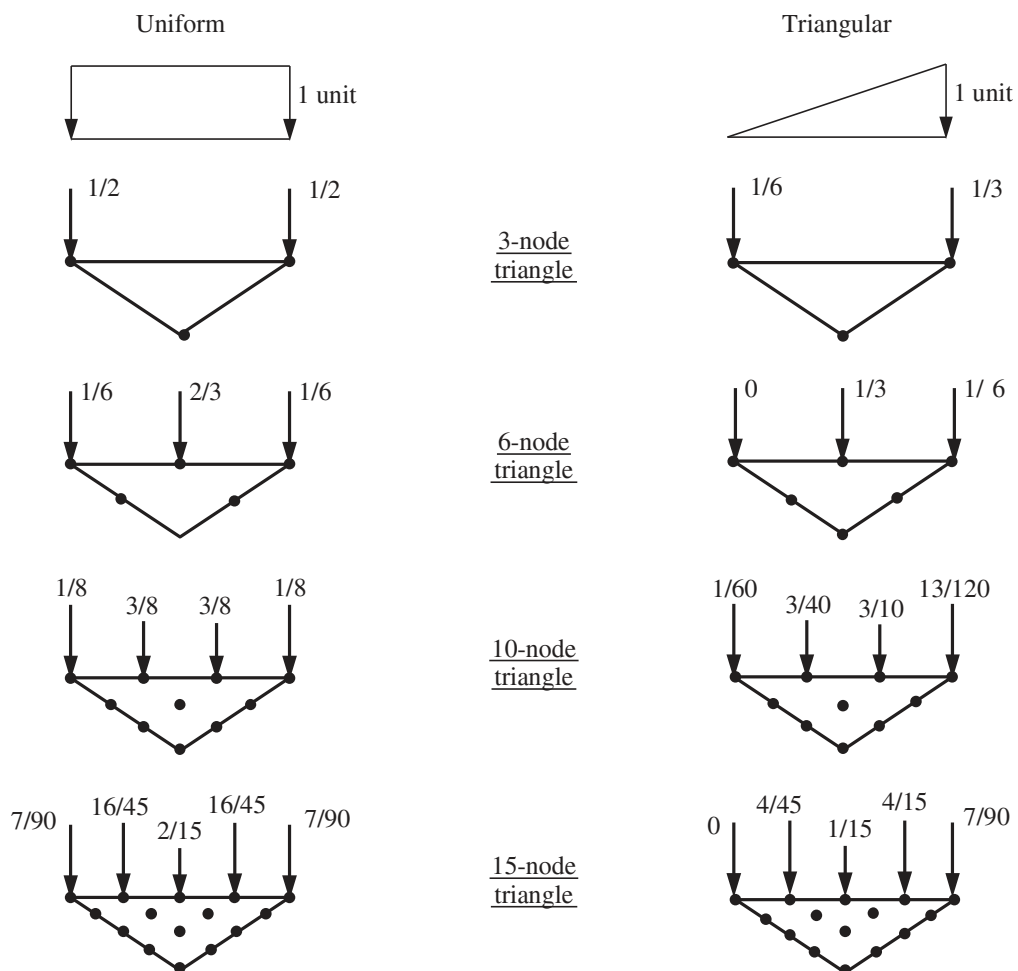 Uniform Triangular
1 unit 1 unit
1/2 1/2 1/6 1/3
3-node
triangle
1/6 2/3 1/6 0 1/3 1/ 6
6-node
triangle
1/8 3/8 3/8 1/8 1/60 3/40 3/10 13/120
10-node
triangle
7/90 16/45 2/15 16/45 7/90 0 4/45 1/15 4/15 7/90
15-node
triangle